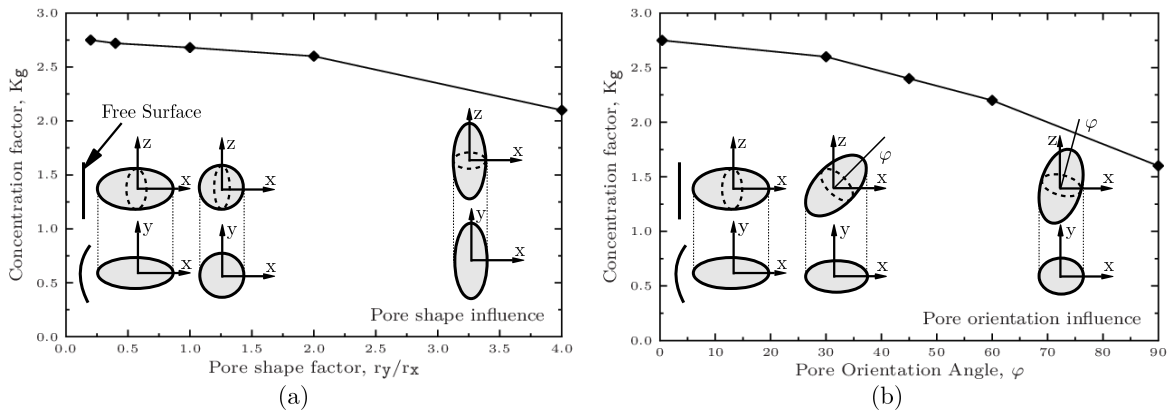 3.0
2.5
2.0
1.5
1.0
0.5
0.0
Concentration factor, Kg
Free Surface
z
x
z
x
z
x
y
x
y
x
y
x
Pore shape influence
0.0 0.5 1.0 1.5 2.0 2.5 3.0 3.5 4.0
Pore shape factor, ry/rx
(a)
3.0
2.5
2.0
1.5
1.0
0.5
0.0
Concentration factor, Kg
z
x
z
φ
x
z
φ
x
y
x
y
x
y
x
Pore orientation influence
0 10 20 30 40 50 60 70 80 90
Pore Orientation Angle, φ
(b)